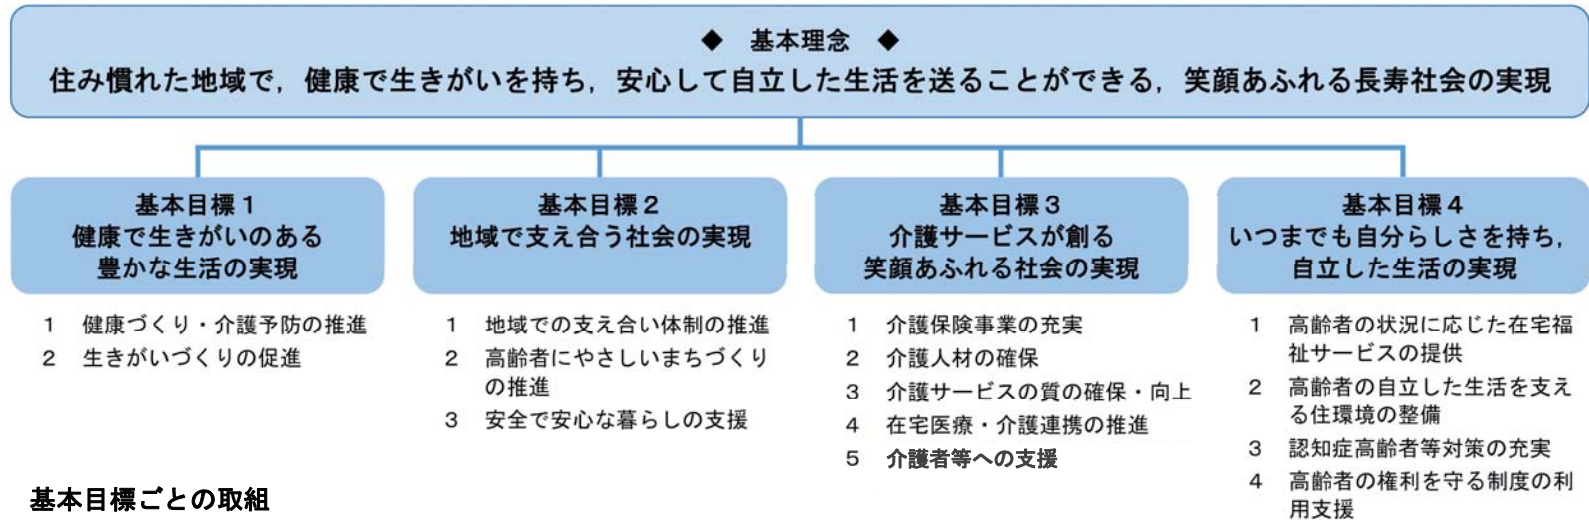 ◆ 基本理念 ◆
住み慣れた地域で，健康で生きがいを持ち，安心して自立した生活を送ることができる，笑顔あふれる長寿社会の実現
基本目標１
健康で生きがいのある
豊かな生活の実現
1 健康づくり・介護予防の推進
2 生きがいづくりの促進
基本目標２
地域で支え合う社会の実現
1 地域での支え合い体制の推進
2 高齢者にやさしいまちづくり
の推進
3 安全で安心な暮らしの支援
基本目標３
介護サービスが創る
笑顔あふれる社会の実現
1 介護保険事業の充実
2 介護人材の確保
3 介護サービスの質の確保・向上
4 在宅医療・介護連携の推進
5 介護者等への支援
基本目標４
いつまでも自分らしさを持ち，
自立した生活の実現
1 高齢者の状況に応じた在宅福
祉サービスの提供
2 高齢者の自立した生活を支え
る住環境の整備
3 認知症高齢者等対策の充実
4 高齢者の権利を守る制度の利
用支援
基本目標ごとの取組